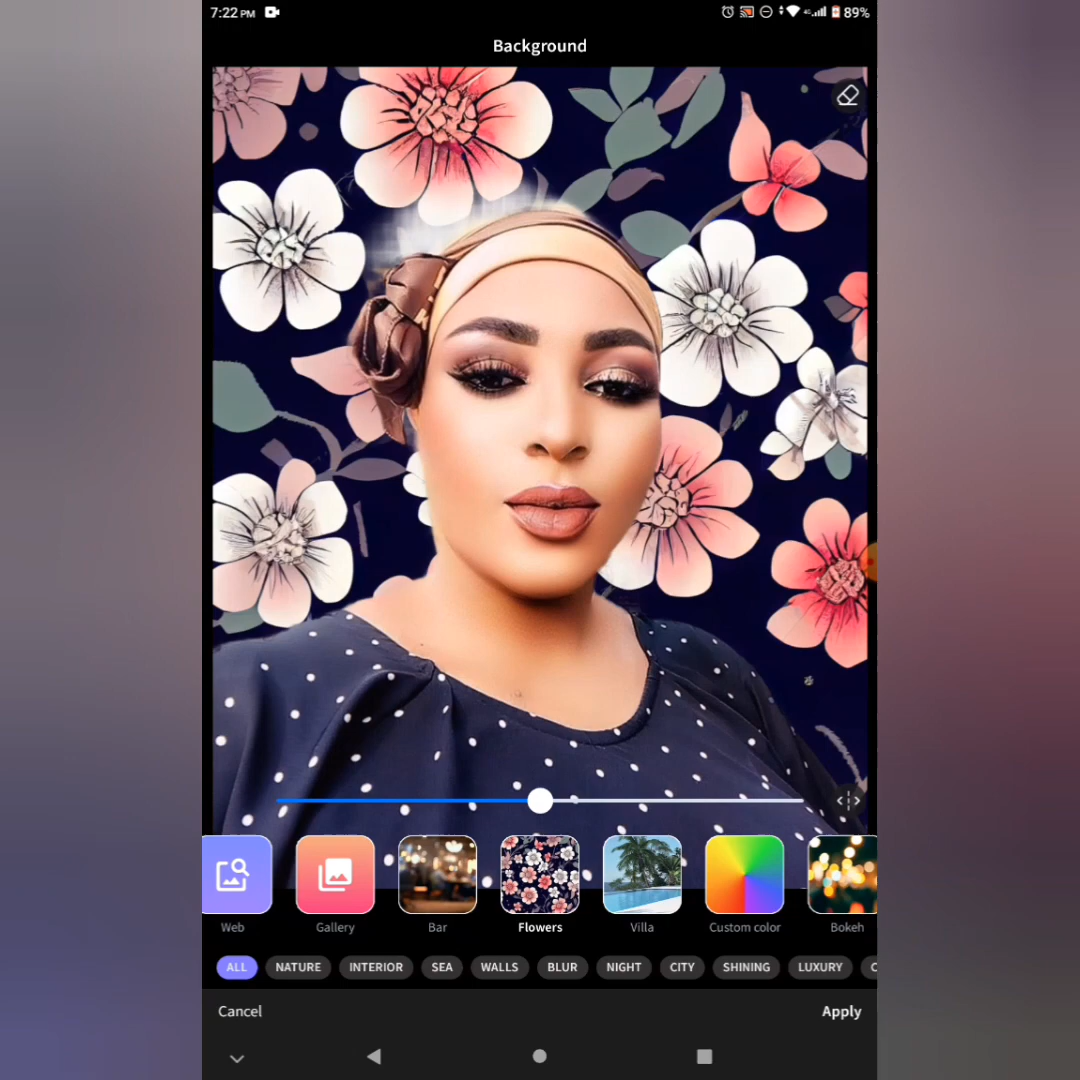 7:22 PM 4G 89%
Background
Web Gallery Bar Flowers Villa Custom color Bokeh
ALL NATURE INTERIOR SEA WALLS BLUR NIGHT CITY SHINING LUXURY C
Cancel Apply